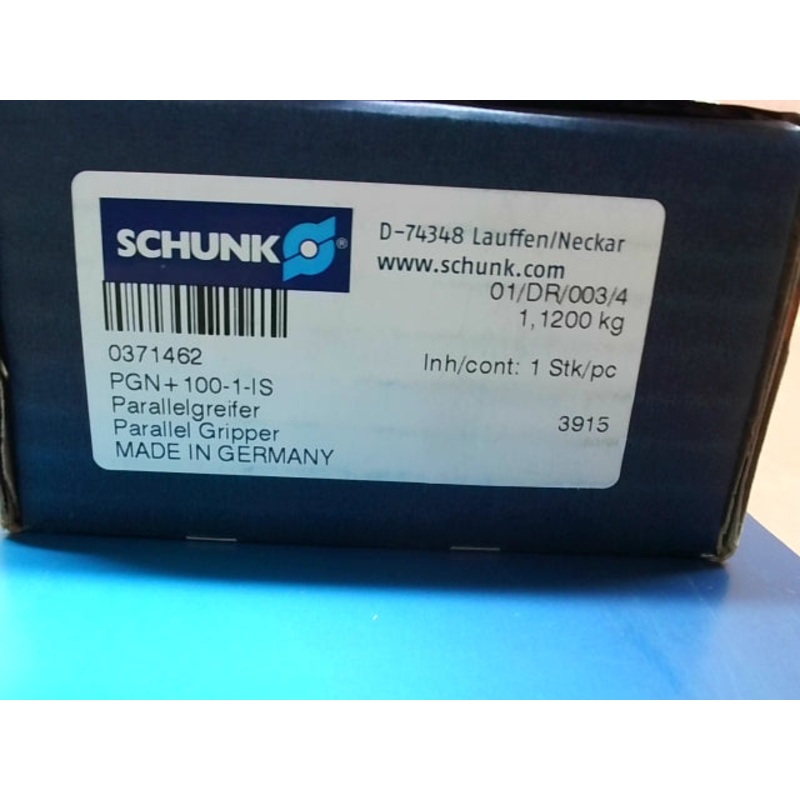 SCHUNK®
D-74348 Lauffen/Neckar
www.schunk.com
01/DR/003/4
1,1200 kg
0371462
Inh/cont: 1 Stk/pc
PGN+100-1-IS
Parallelgreifer
3915
Parallel Gripper
MADE IN GERMANY